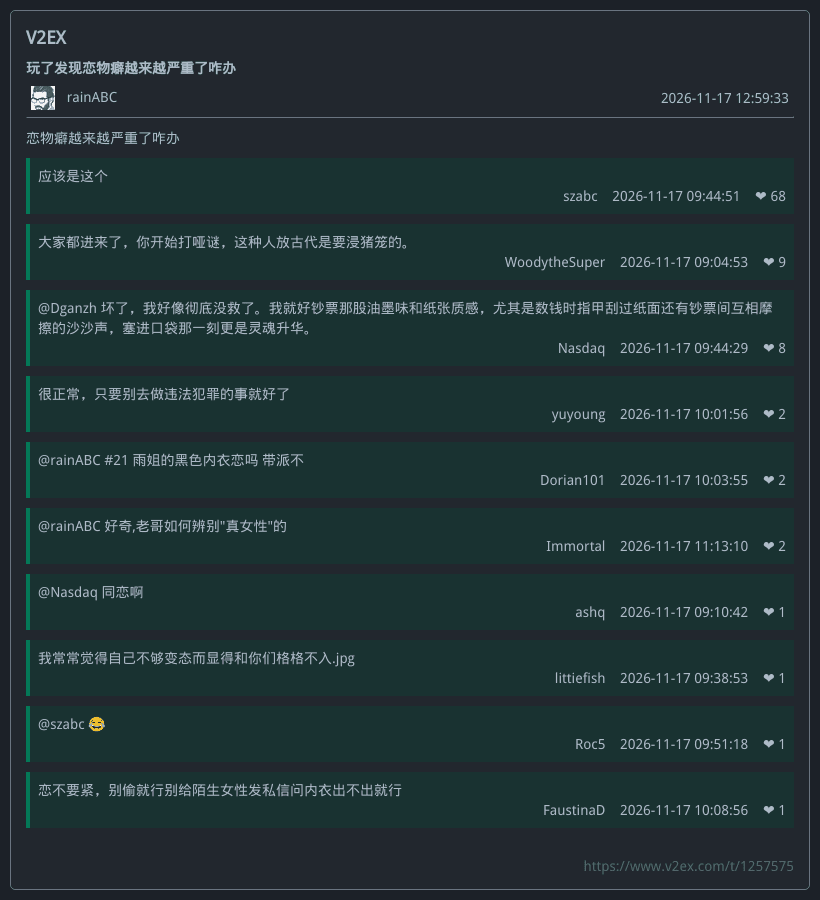 V2EX
玩了发现恋物癖越来越严重了咋办
rainABC
2026-11-17 12:59:33
恋物癖越来越严重了咋办
应该是这个
szabc 2026-11-17 09:44:51 ❤ 68
大家都进来了，你开始打哑谜，这种人放古代是要浸猪笼的。
WoodytheSuper 2026-11-17 09:04:53 ❤ 9
@Dganzh 坏了，我好像彻底没救了。我就好钞票那股油墨味和纸张质感，尤其是数钱时指甲刮过纸面还有钞票间互相摩
擦的沙沙声，塞进口袋那一刻更是灵魂升华。
Nasdaq 2026-11-17 09:44:29 ❤ 8
很正常，只要别去做违法犯罪的事就好了
yuyoung 2026-11-17 10:01:56 ❤ 2
@rainABC #21 雨姐的黑色内衣恋吗 带派不
Dorian101 2026-11-17 10:03:55 ❤ 2
@rainABC 好奇,老哥如何辨别"真女性"的
Immortal 2026-11-17 11:13:10 ❤ 2
@Nasdaq 同恋啊
ashq 2026-11-17 09:10:42 ❤ 1
我常常觉得自己不够变态而显得和你们格格不入.jpg
littiefish 2026-11-17 09:38:53 ❤ 1
@szabc 😂
Roc5 2026-11-17 09:51:18 ❤ 1
恋不要紧，别偷就行别给陌生女性发私信问内衣出不出就行
FaustinaD 2026-11-17 10:08:56 ❤ 1
https://www.v2ex.com/t/1257575